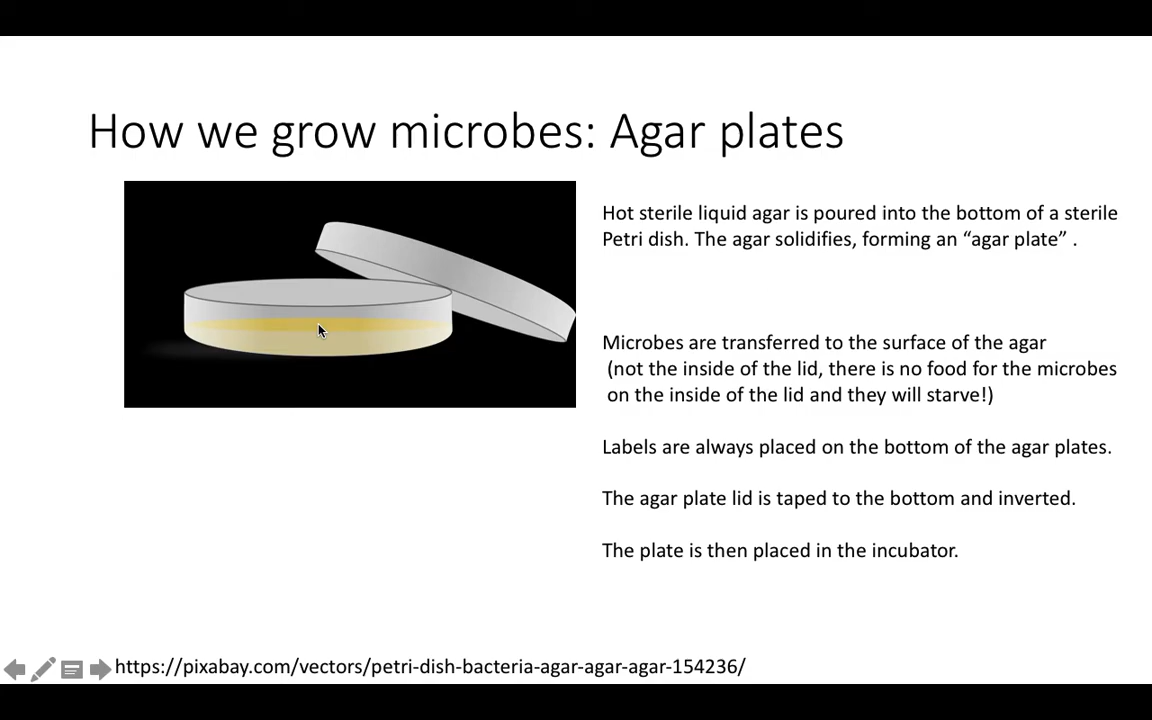 How we grow microbes: Agar plates
Hot sterile liquid agar is poured into the bottom of a sterile
Petri dish. The agar solidifies, forming an “agar plate” .
Microbes are transferred to the surface of the agar
(not the inside of the lid, there is no food for the microbes
on the inside of the lid and they will starve!)
Labels are always placed on the bottom of the agar plates.
The agar plate lid is taped to the bottom and inverted.
The plate is then placed in the incubator.
https://pixabay.com/vectors/petri-dish-bacteria-agar-agar-agar-154236/